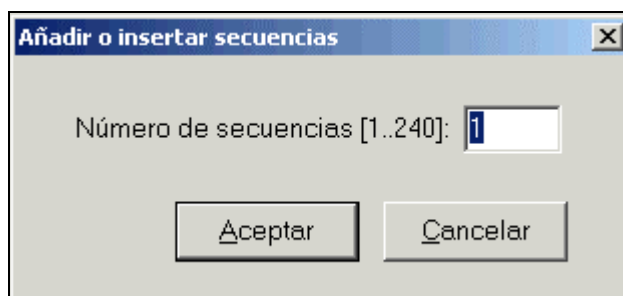 Añadir o insertar secuencias
Número de secuencias [1..240]: 1
Aceptar Cancelar